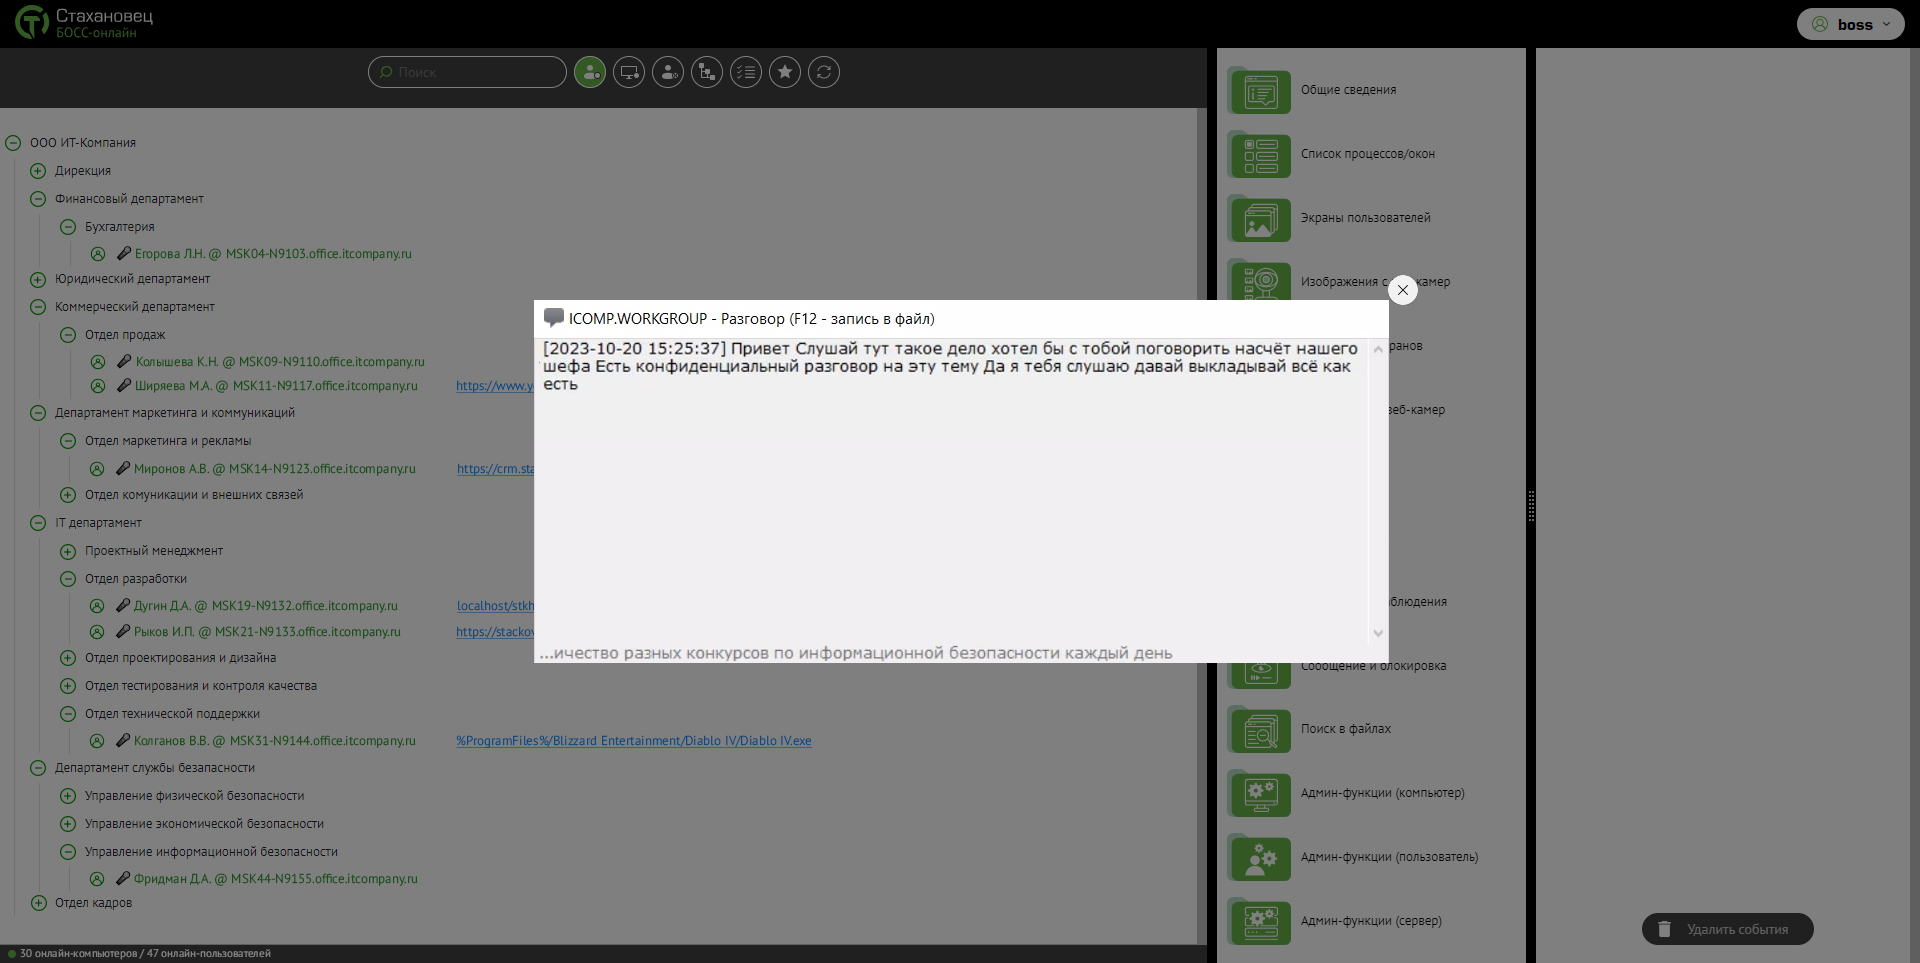 Стахановец
БОСС-онлайн
boss
Поиск
ООО ИТ-Компания
Дирекция
Финансовый департамент
Бухгалтерия
Егорова Л.Н. @ MSK04-N9103.office.itcompany.ru
Юридический департамент
Коммерческий департамент
Отдел продаж
Колышева К.Н. @ MSK09-N9110.office.itcompany.ru
Ширяева М.А. @ MSK11-N9117.office.itcompany.ru https://www.y
Департамент маркетинга и коммуникаций
Отдел маркетинга и рекламы
Миронов А.В. @ MSK14-N9123.office.itcompany.ru https://crm.sta
Отдел комуникации и внешних связей
IT департамент
Проектный менеджмент
Отдел разработки
Дугин Д.А. @ MSK19-N9132.office.itcompany.ru localhost/stkh
Рыков И.П. @ MSK21-N9133.office.itcompany.ru https://stackov
Отдел проектирования и дизайна
Отдел тестирования и контроля качества
Отдел технической поддержки
Колганов В.В. @ MSK31-N9144.office.itcompany.ru %ProgramFiles%/Blizzard Entertainment/Diablo IV/Diablo IV.exe
Департамент службы безапасности
Управление физической безопасности
Управление экономической безопасности
Управление информационной безопасности
Фридман Д.А. @ MSK44-N9155.office.itcompany.ru
Отдел кадров
30 онлайн-компьютеров / 47 онлайн-пользователей
ICOMP.WORKGROUP - Разговор (F12 - запись в файл)
[2023-10-20 15:25:37] Привет Слушай тут такое дело хотел бы с тобой поговорить насчёт нашего
шефа Есть конфиденциальный разговор на эту тему Да я тебя слушаю давай выкладывай всё как
есть
...ичество разных конкурсов по информационной безопасности каждый день
Общие сведения
Список процессов/окон
Экраны пользователей
Изображения с камер
ранов
веб-камер
блюдения
Сообщение и блокировка
Поиск в файлах
Админ-функции (компьютер)
Админ-функции (пользователь)
Админ-функции (сервер)
Удалить события